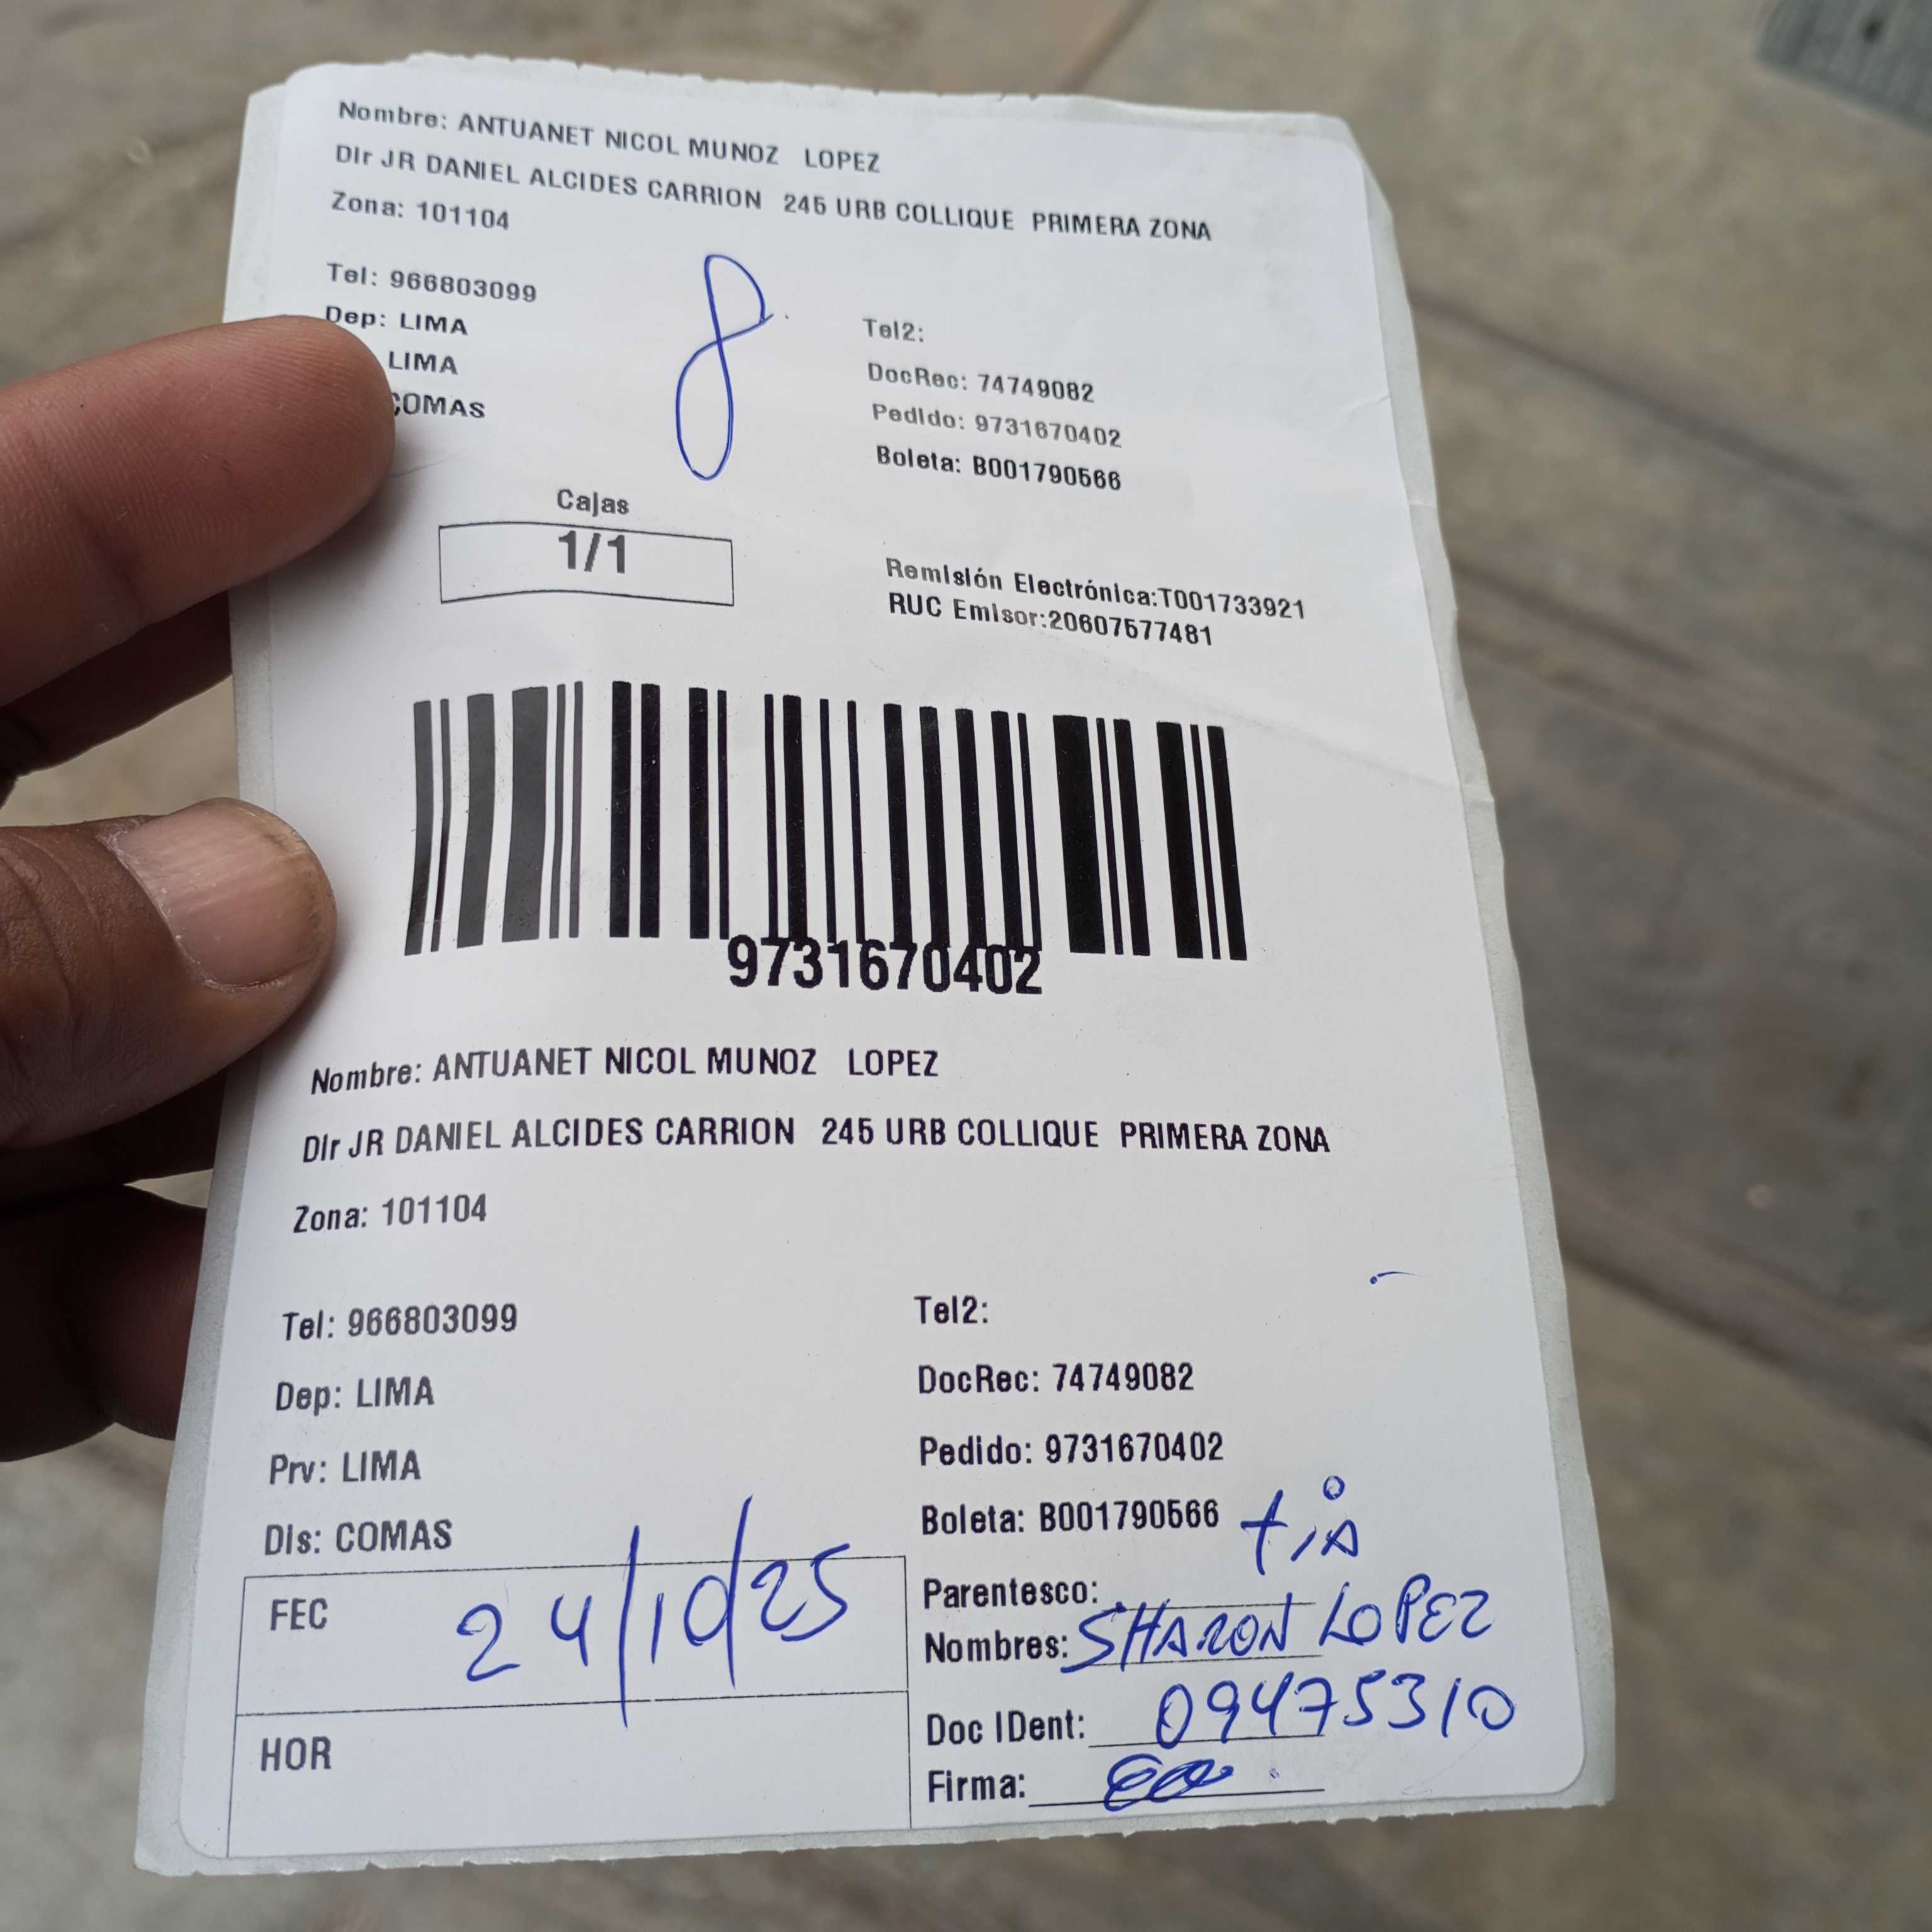 Nombre: ANTUANET NICOL MUNOZ LOPEZ
Dir JR DANIEL ALCIDES CARRION 245 URB COLLIQUE PRIMERA ZONA
Zona: 101104
8
Tel: 966803099
Tel2:
Dep: LIMA
DocRec: 74749082
LIMA
Pedido: 9731670402
COMAS
Boleta: B001790566
Cajas
1/1
Remisión Electrónica:T001733921
RUC Emisor:20607577481
9731670402
Nombre: ANTUANET NICOL MUNOZ LOPEZ
Dir JR DANIEL ALCIDES CARRION 245 URB COLLIQUE PRIMERA ZONA
Zona: 101104
Tel: 966803099
Tel2:
Dep: LIMA
DocRec: 74749082
Prv: LIMA
Pedido: 9731670402
Dis: COMAS
Boleta: B001790566
FEC 24/10/25
HOR
Parentesco: tia
Nombres: SHARON LOPEZ
Doc IDent: 09475310
Firma: